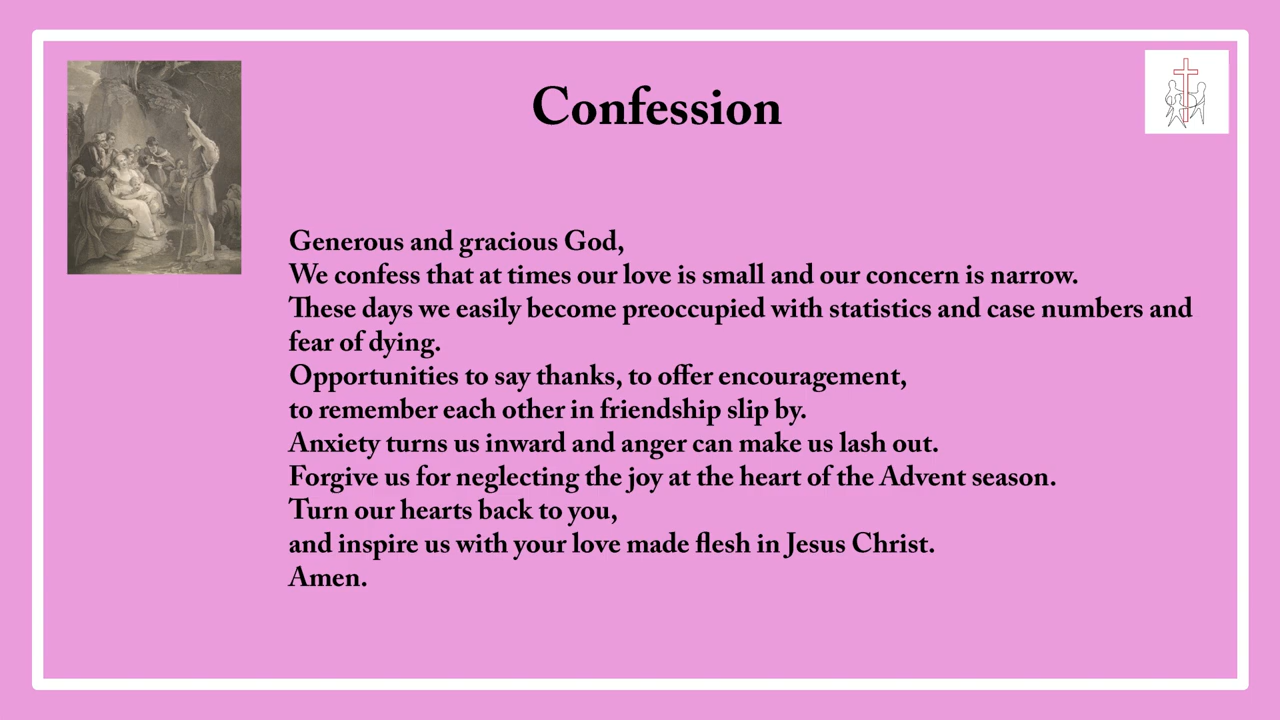 Confession
Generous and gracious God,
We confess that at times our love is small and our concern is narrow.
These days we easily become preoccupied with statistics and case numbers and
fear of dying.
Opportunities to say thanks, to offer encouragement,
to remember each other in friendship slip by.
Anxiety turns us inward and anger can make us lash out.
Forgive us for neglecting the joy at the heart of the Advent season.
Turn our hearts back to you,
and inspire us with your love made flesh in Jesus Christ.
Amen.